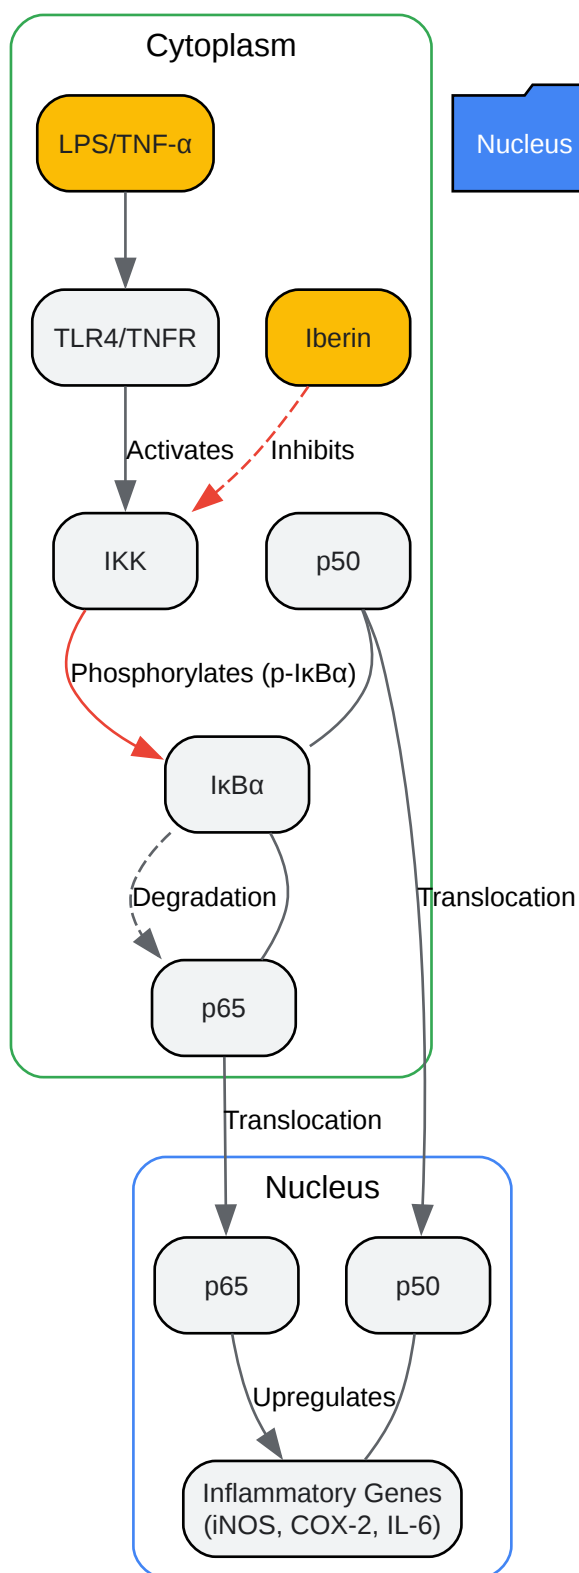 Cytoplasm
LPS/TNF-α
Nucleus
TLR4/TNFR
Iberin
Activates
Inhibits
IKK
p50
Phosphorylates (p-IκBα)
IκBα
Degradation
Translocation
p65
Translocation
Nucleus
p65
p50
Upregulates
Inflammatory Genes
(iNOS, COX-2, IL-6)